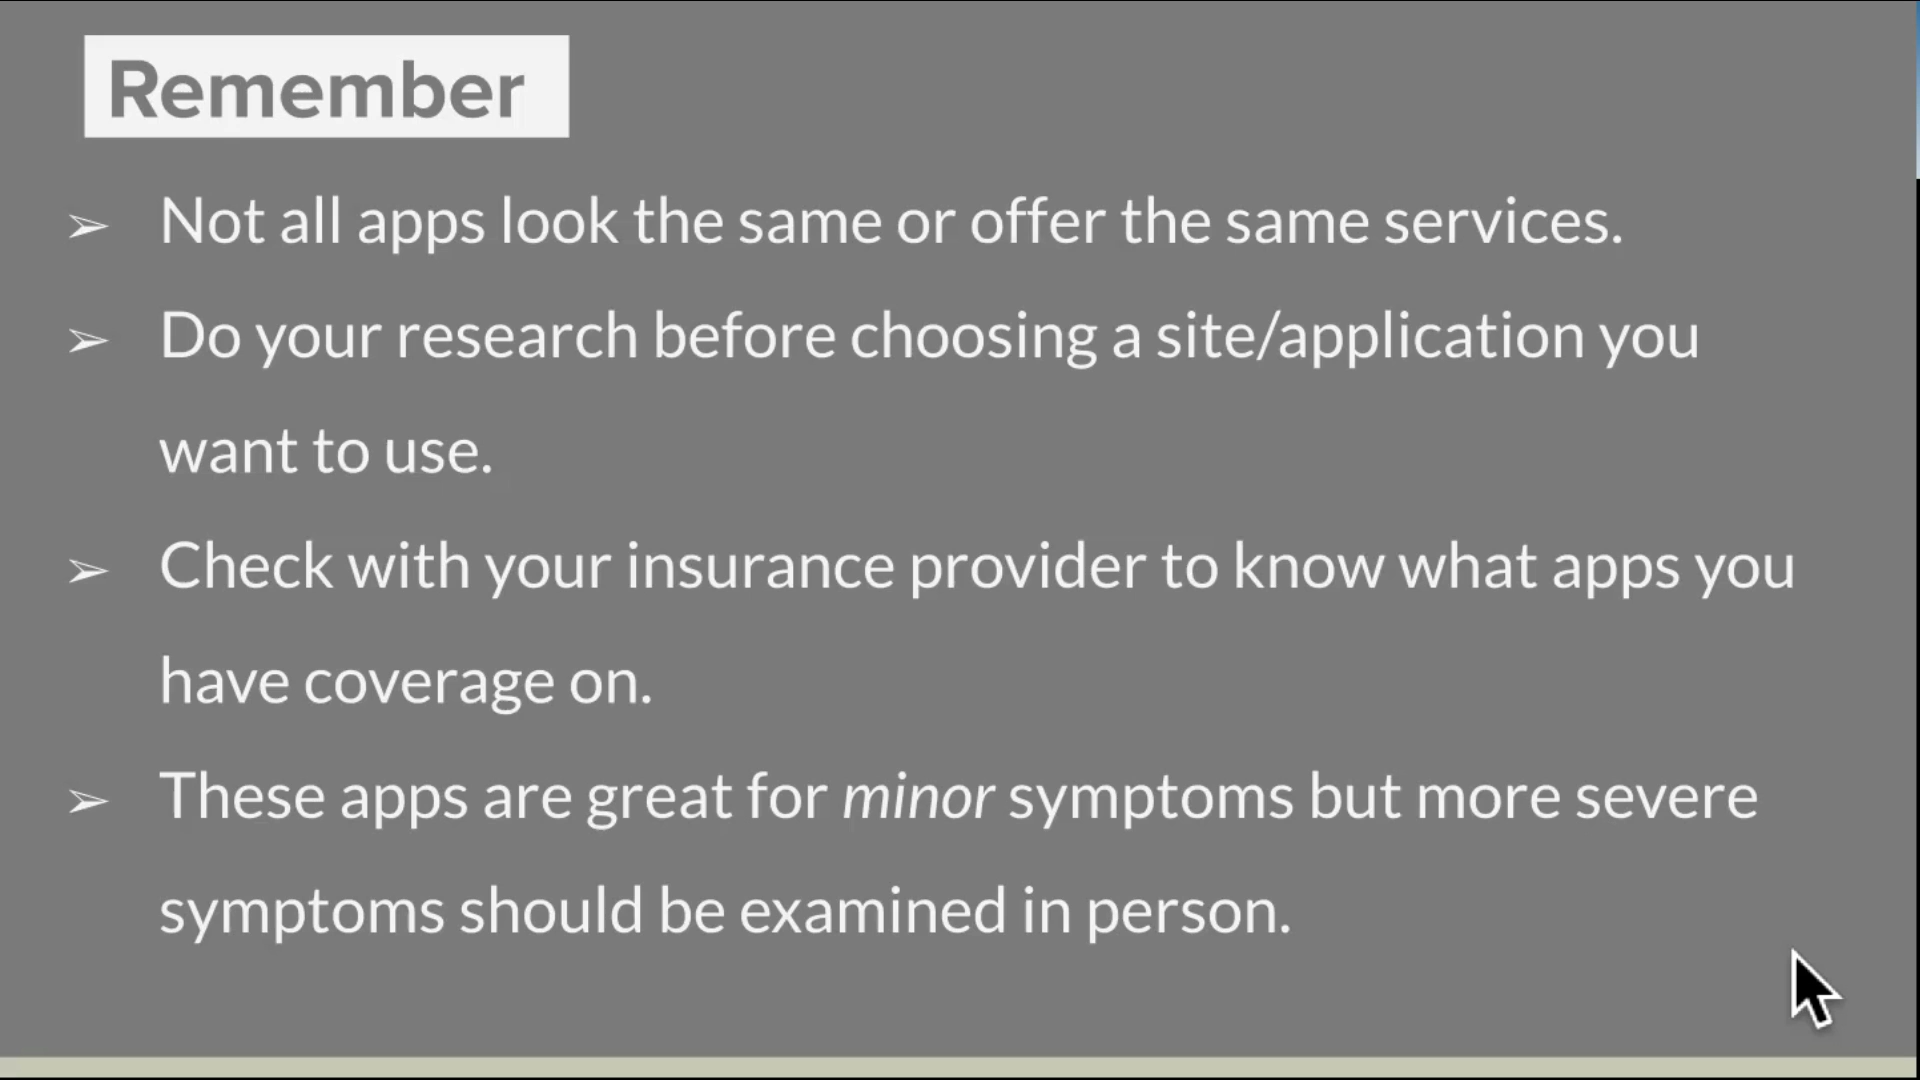 Remember
➢ Not all apps look the same or offer the same services.
➢ Do your research before choosing a site/application you
want to use.
➢ Check with your insurance provider to know what apps you
have coverage on.
➢ These apps are great for minor symptoms but more severe
symptoms should be examined in person.